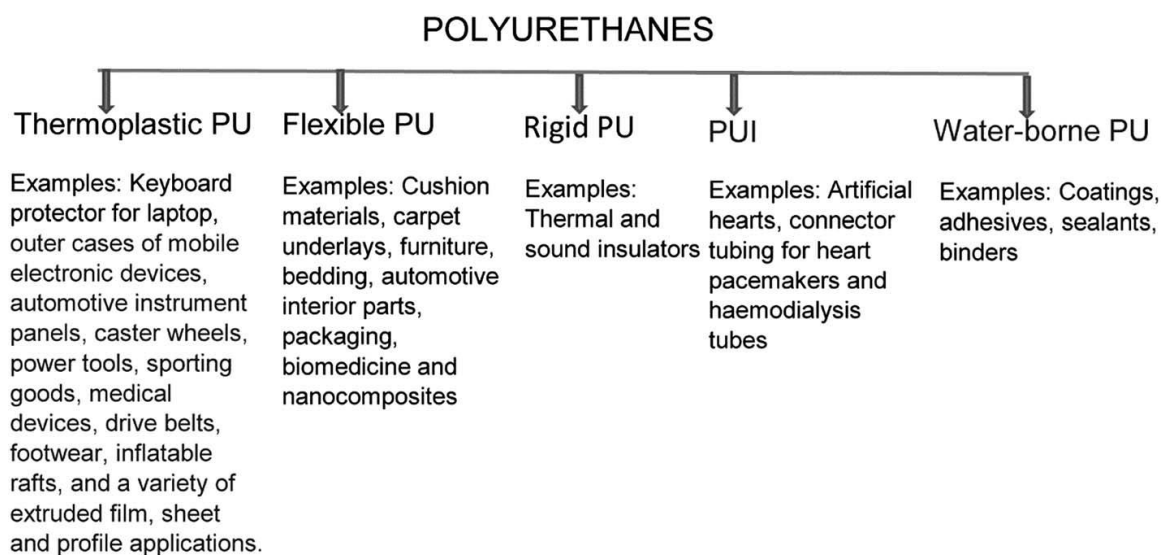 POLYURETHANES
Thermoplastic PU
Examples: Keyboard
protector for laptop,
outer cases of mobile
electronic devices,
automotive instrument
panels, caster wheels,
power tools, sporting
goods, medical
devices, drive belts,
footwear, inflatable
rafts, and a variety of
extruded film, sheet
and profile applications.
Flexible PU
Examples: Cushion
materials, carpet
underlays, furniture,
bedding, automotive
interior parts,
packaging,
biomedicine and
nanocomposites
Rigid PU
Examples:
Thermal and
sound insulators
PUI
Examples: Artificial
hearts, connector
tubing for heart
pacemakers and
haemodialysis
tubes
Water-borne PU
Examples: Coatings,
adhesives, sealants,
binders